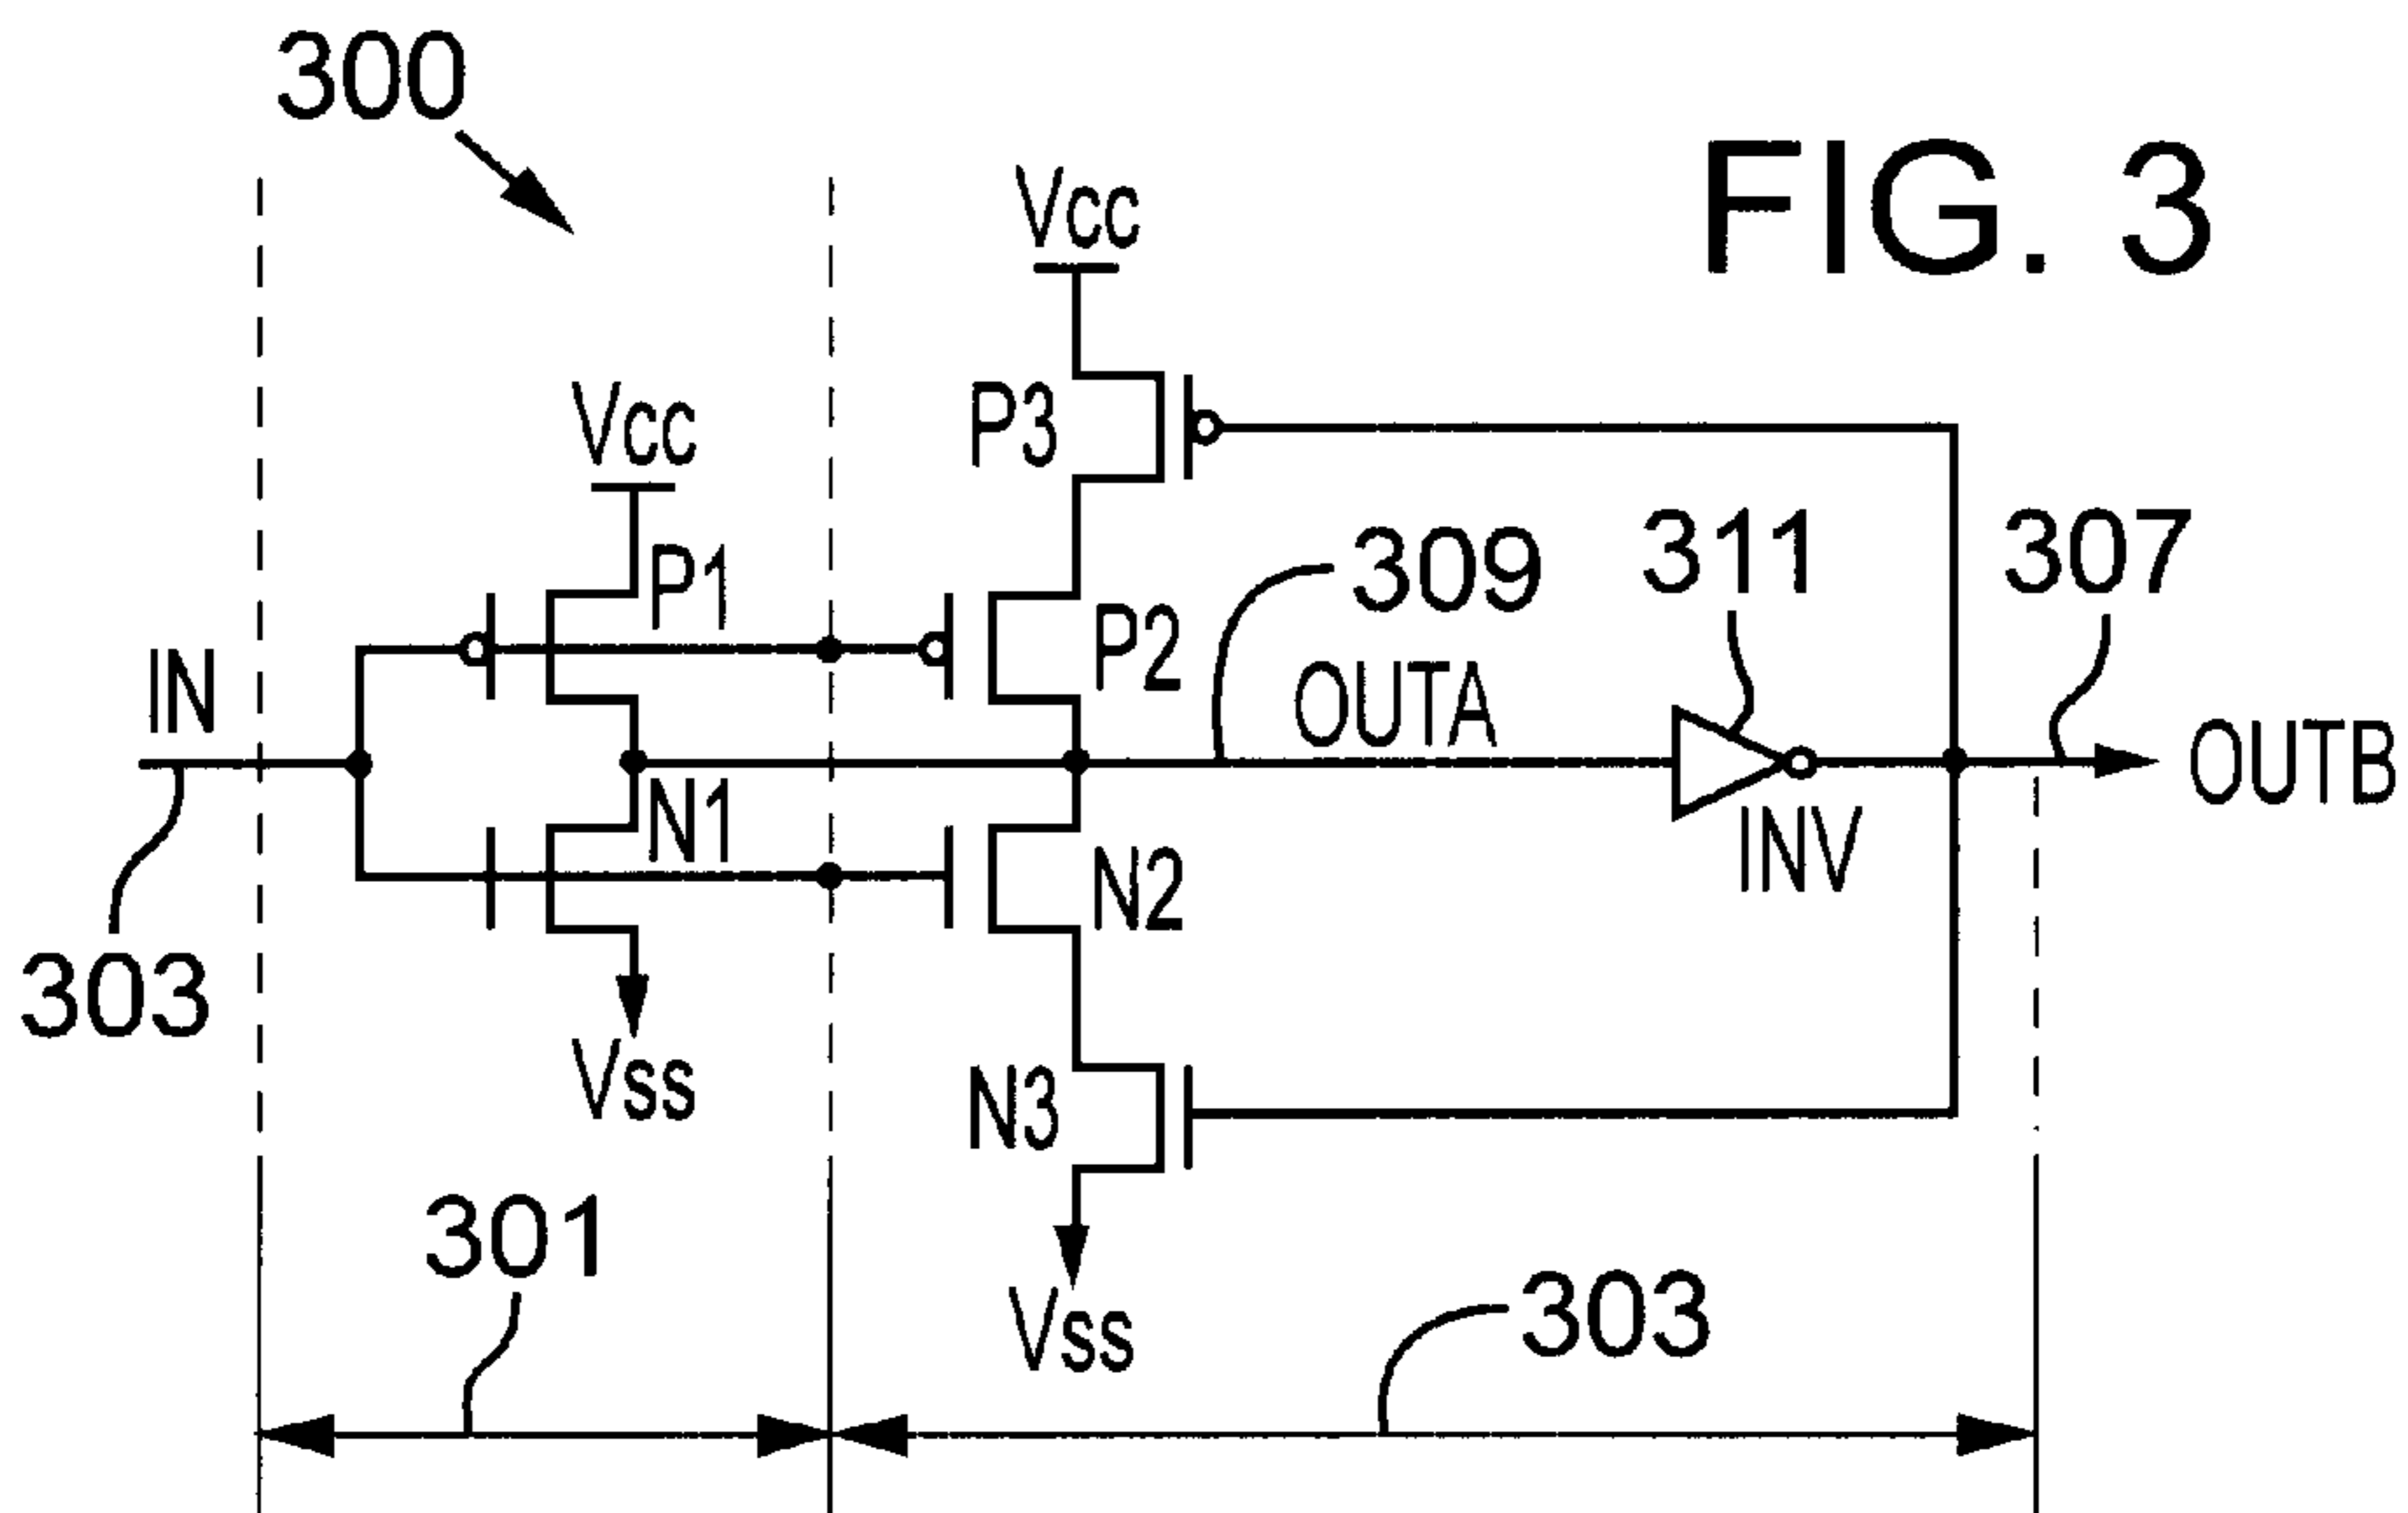 300
FIG. 3
Vcc
Vcc
P3
P1
309
311
307
IN
P2
OUTA
OUTB
N1
INV
N2
303
Vss
N3
301
Vss
303